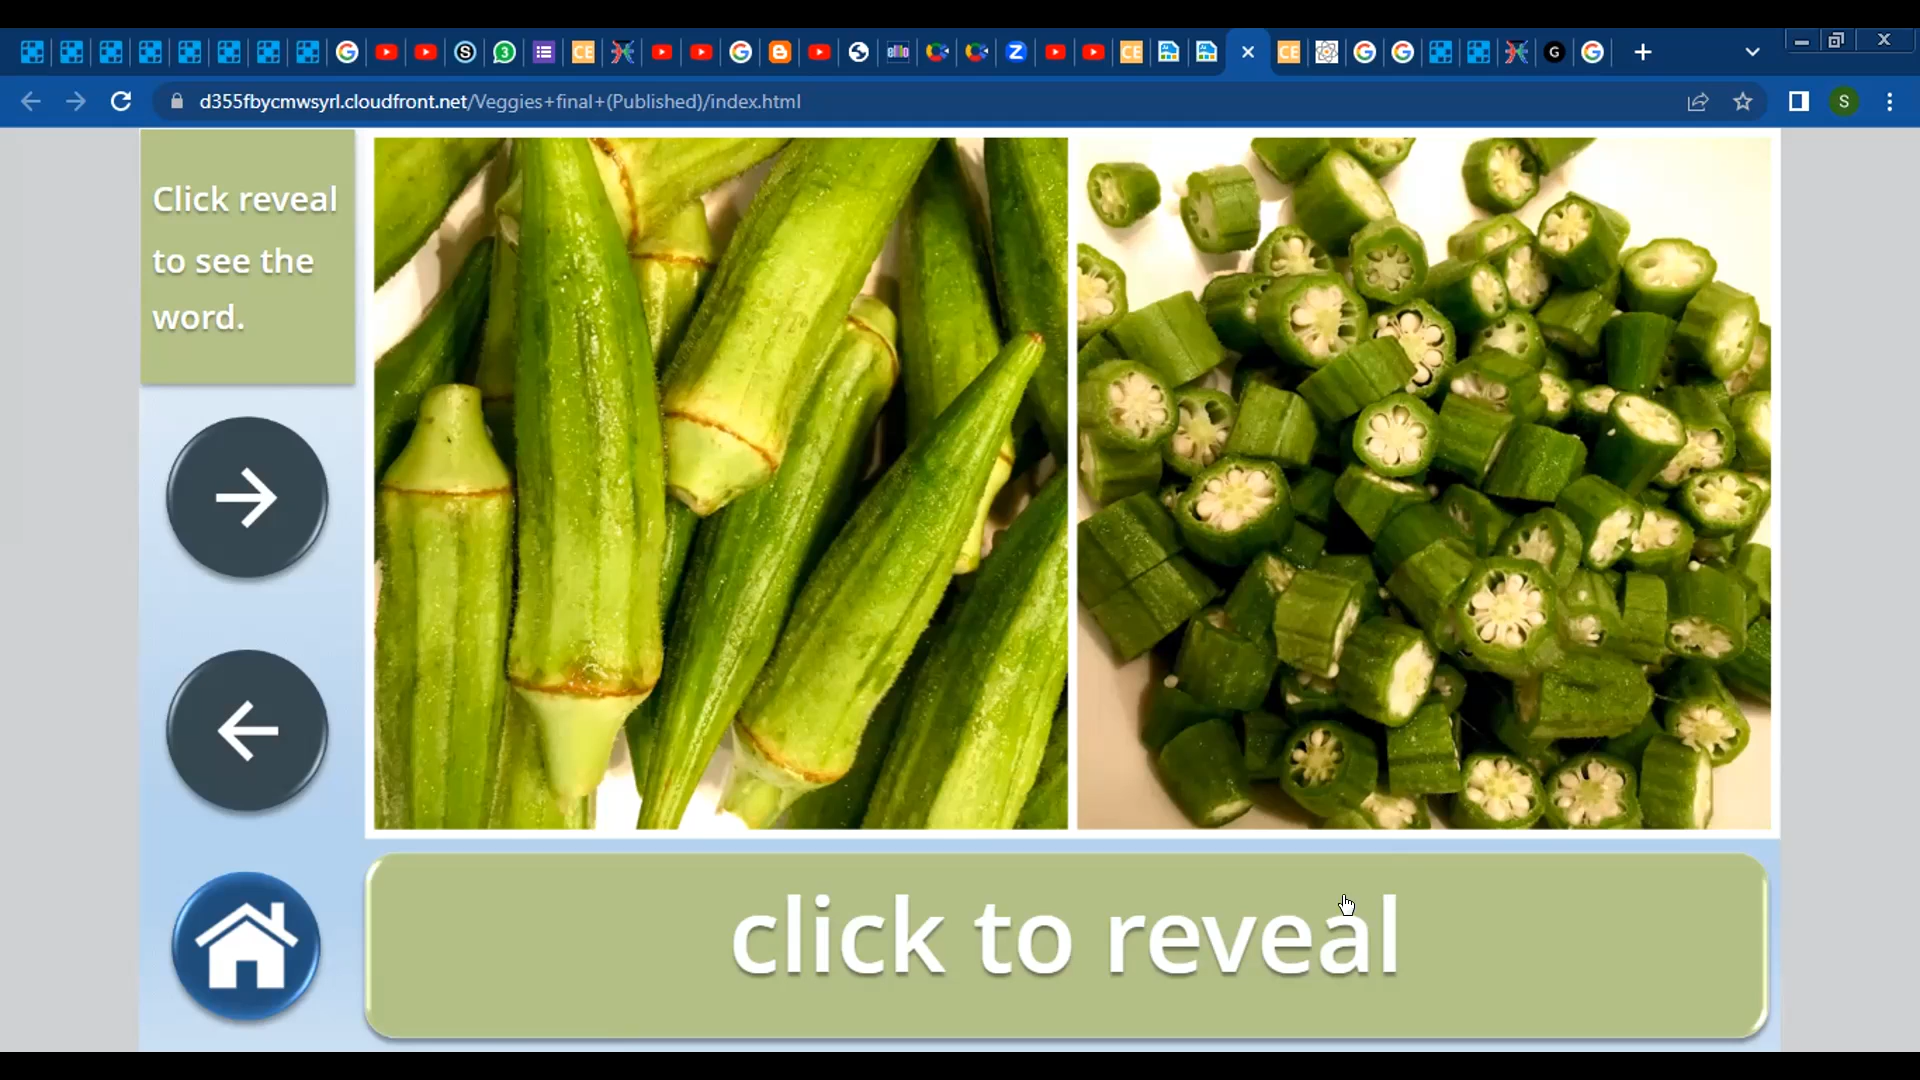 d355fbycmwsyrl.cloudfront.net/Veggies+final+(Published)/index.html
S
Click reveal
to see the
word.
click to reveal